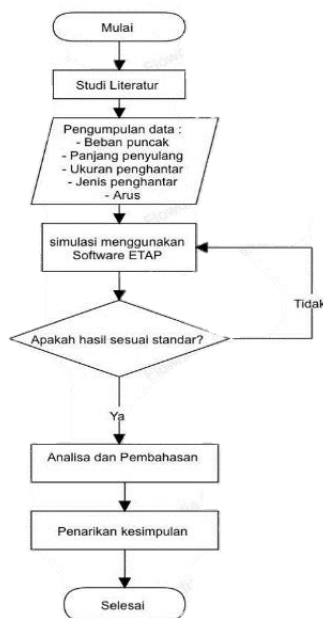 Mulai
Studi Literatur
Pengumpulan data :
- Beban puncak
- Panjang penyulang
- Ukuran penghantar
- Jenis penghantar
- Arus
simulasi menggunakan
Software ETAP
Tidak
Apakah hasil sesuai standar?
Ya
Analisa dan Pembahasan
Penarikan kesimpulan
Selesai